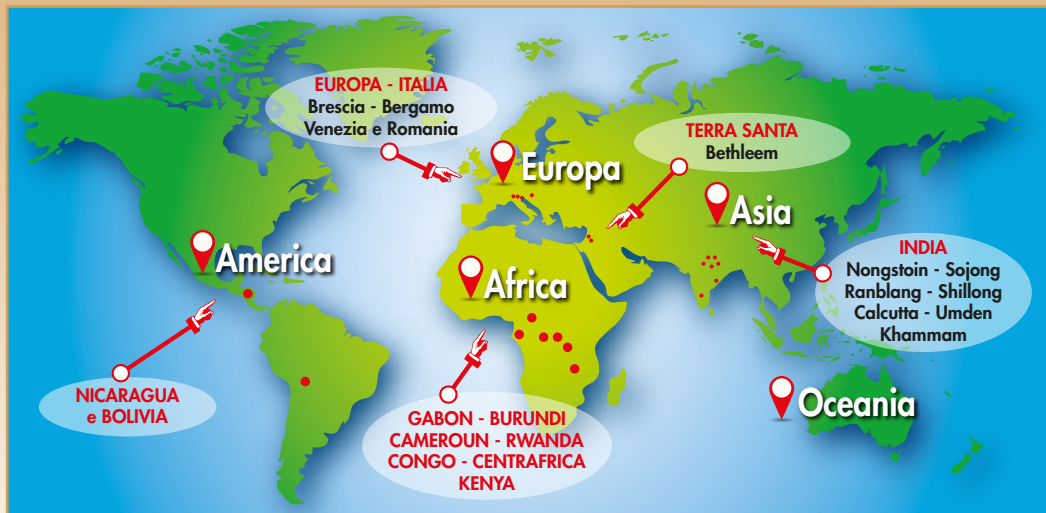 EUROPA - ITALIA
Brescia - Bergamo
Venezia e Romania
TERRA SANTA
Bethleem
Europa
Asia
America
Africa
INDIA
Nongstoin - Sojong
Ranblang - Shillong
Calcutta - Umden
Khammam
NICARAGUA
e BOLIVIA
GABON - BURUNDI
CAMEROUN - RWANDA
CONGO - CENTRAFRICA
KENYA
Oceania